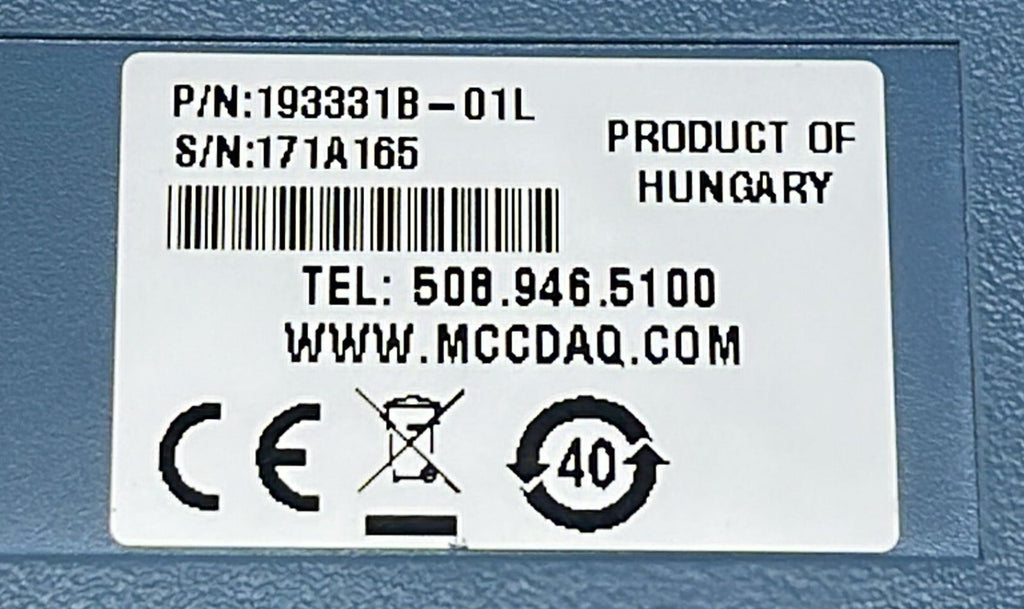 P/N:193331B-01L
S/N:171A165
PRODUCT OF
HUNGARY
TEL: 508.946.5100
WWW.MCCDAQ.COM
CE
40